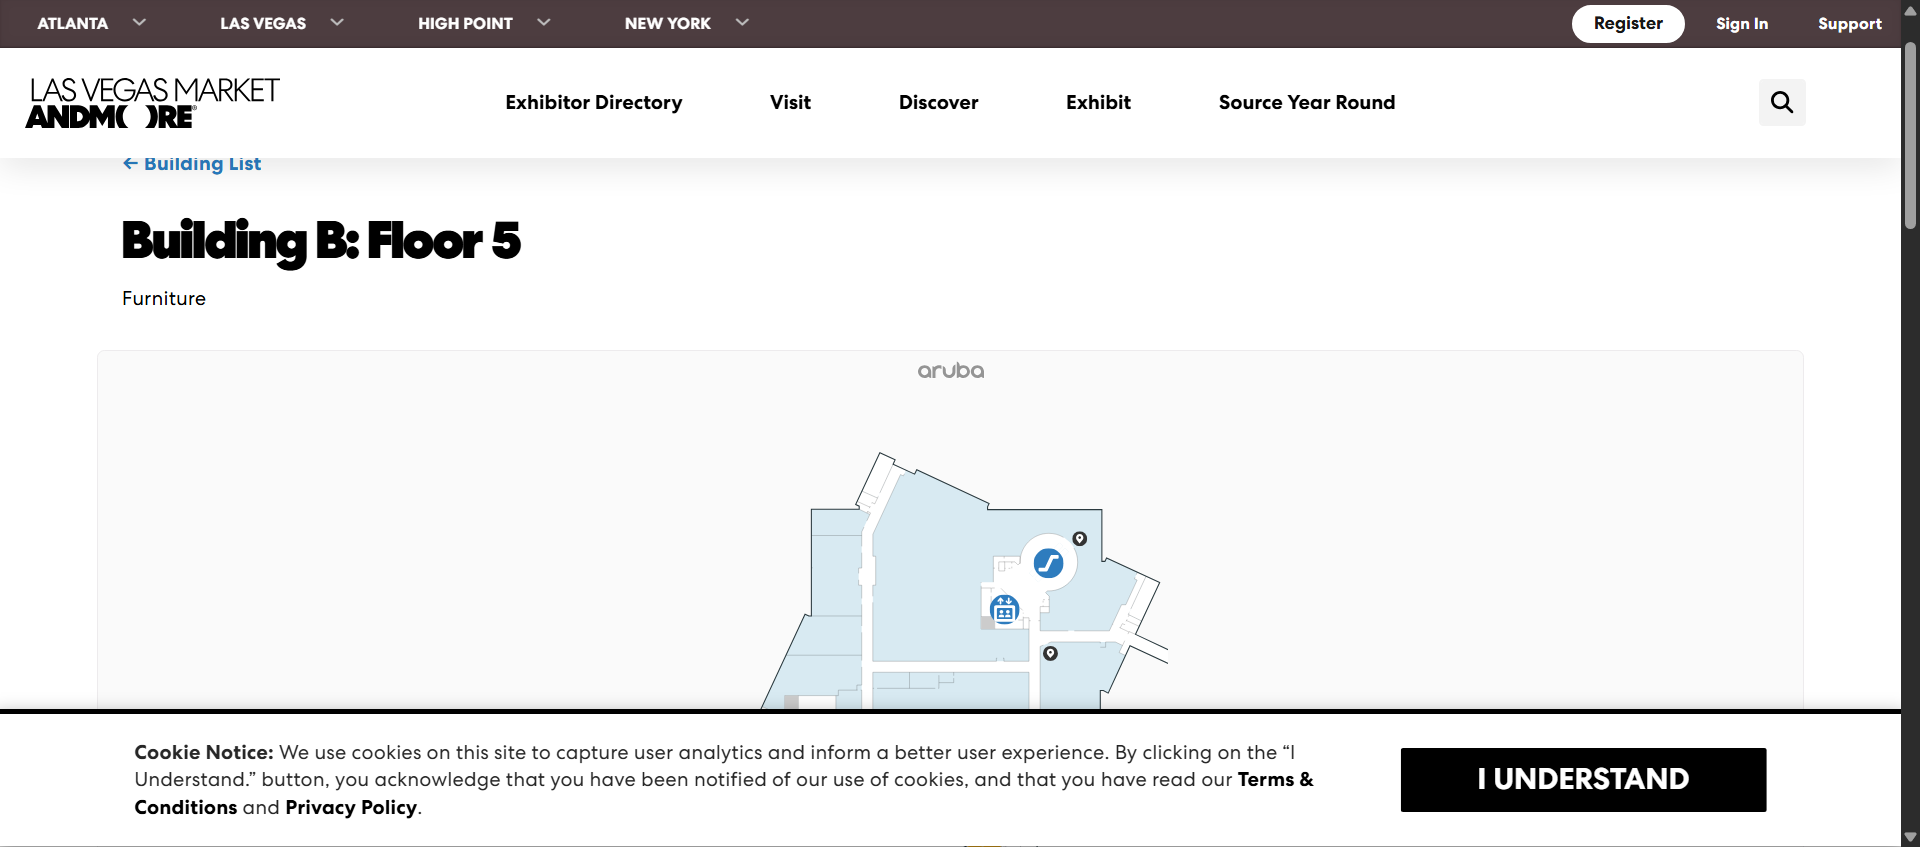 ATLANTA LAS VEGAS HIGH POINT NEW YORK Register Sign In Support
LAS VEGAS MARKET
ANDM( )RE®
Exhibitor Directory Visit Discover Exhibit Source Year Round
← Building List
Building B: Floor 5
Furniture
aruba
Cookie Notice: We use cookies on this site to capture user analytics and inform a better user experience. By clicking on the “I
Understand.” button, you acknowledge that you have been notified of our use of cookies, and that you have read our Terms &
Conditions and Privacy Policy.
I UNDERSTAND